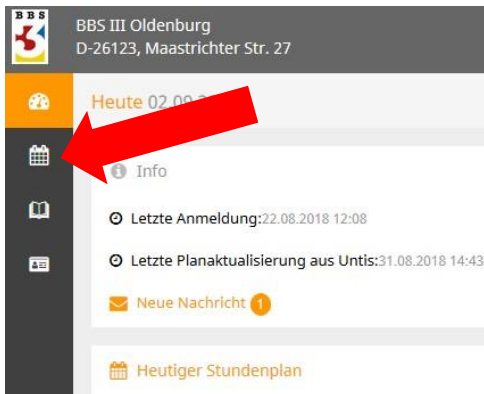 BBS
BBS III Oldenburg
D-26123, Maastrichter Str. 27
Heute 02.09.
Info
Letzte Anmeldung:22.08.2018 12:08
Letzte Planaktualisierung aus Untis:31.08.2018 14:43
Neue Nachricht 1
Heutiger Stundenplan